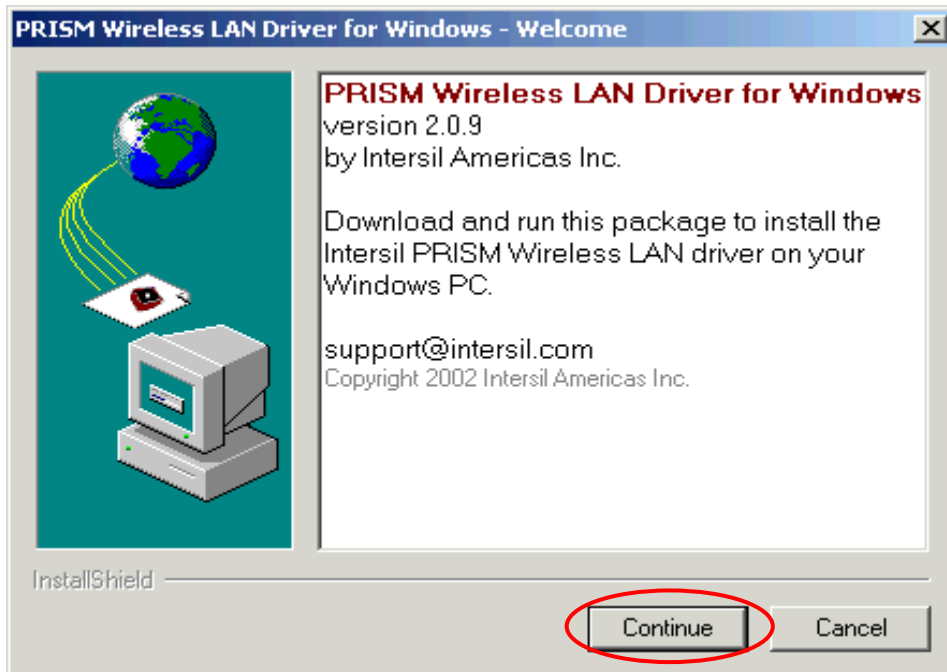 PRISM Wireless LAN Driver for Windows - Welcome
PRISM Wireless LAN Driver for Windows
version 2.0.9
by Intersil Americas Inc.
Download and run this package to install the
Intersil PRISM Wireless LAN driver on your
Windows PC.
support@intersil.com
Copyright 2002 Intersil Americas Inc.
InstallShield
Continue
Cancel